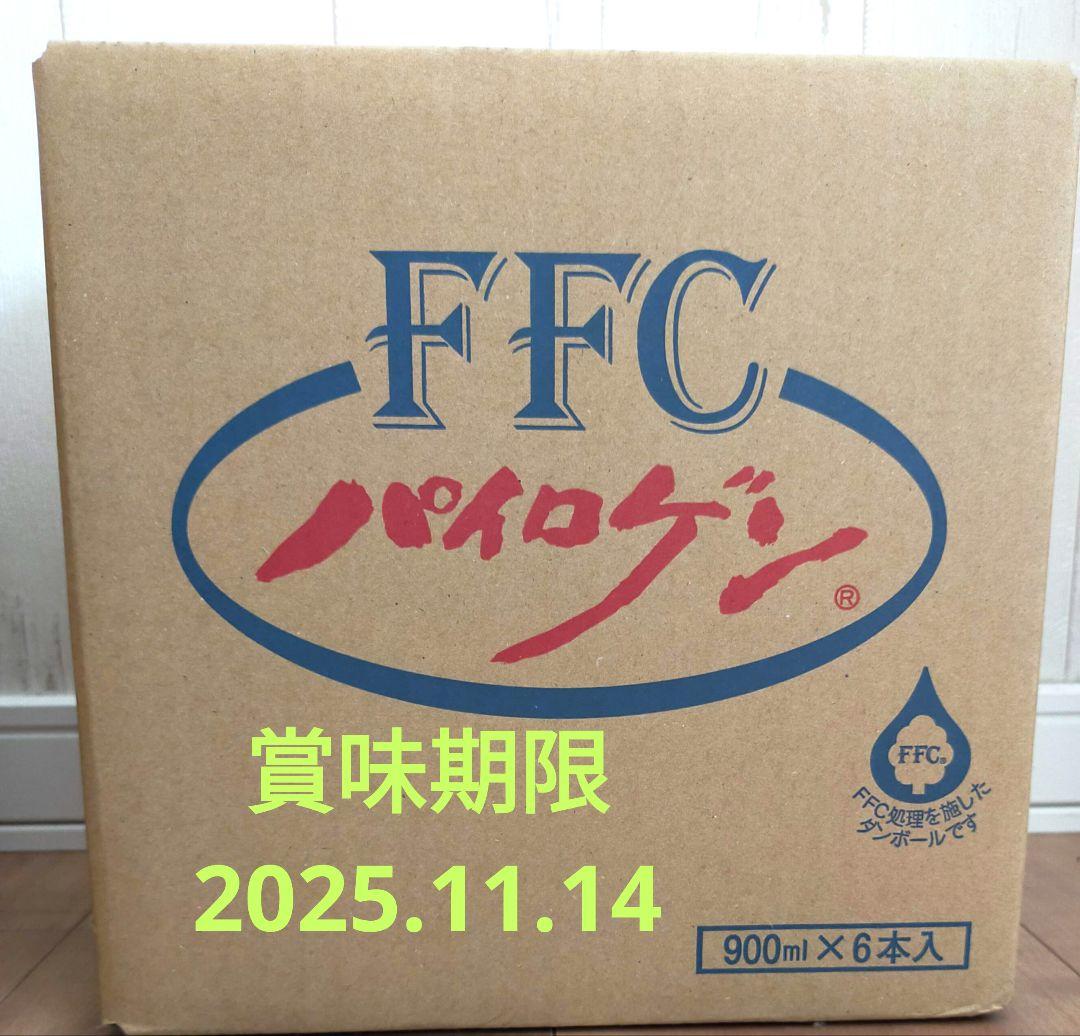 FFC
パイロゲン®
FFC®
FFC処理を施した
ダンボールです
賞味期限
2025.11.14
900ml×6本入